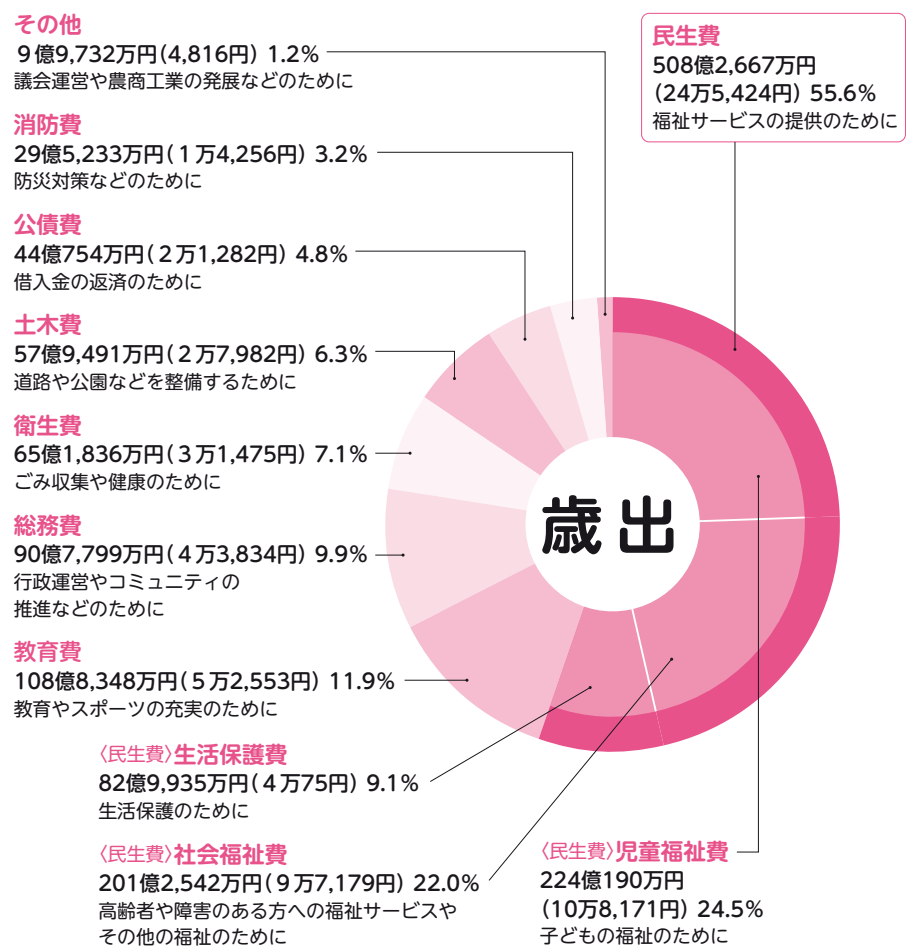 その他
9億9,732万円(4,816円) 1.2%
議会運営や農商工業の発展などのために
消防費
29億5,233万円(1万4,256円) 3.2%
防災対策などのために
公債費
44億754万円(2万1,282円) 4.8%
借入金の返済のために
土木費
57億9,491万円(2万7,982円) 6.3%
道路や公園などを整備するために
衛生費
65億1,836万円(3万1,475円) 7.1%
ごみ収集や健康のために
総務費
90億7,799万円(4万3,834円) 9.9%
行政運営やコミュニティの
推進などのために
教育費
108億8,348万円(5万2,553円) 11.9%
教育やスポーツの充実のために
〈民生費〉生活保護費
82億9,935万円(4万75円) 9.1%
生活保護のために
〈民生費〉社会福祉費
201億2,542万円(9万7,179円) 22.0%
高齢者や障害のある方への福祉サービスや
その他の福祉のために
〈民生費〉児童福祉費
224億190万円
(10万8,171円) 24.5%
子どもの福祉のために
民生費
508億2,667万円
(24万5,424円) 55.6%
福祉サービスの提供のために
歳出